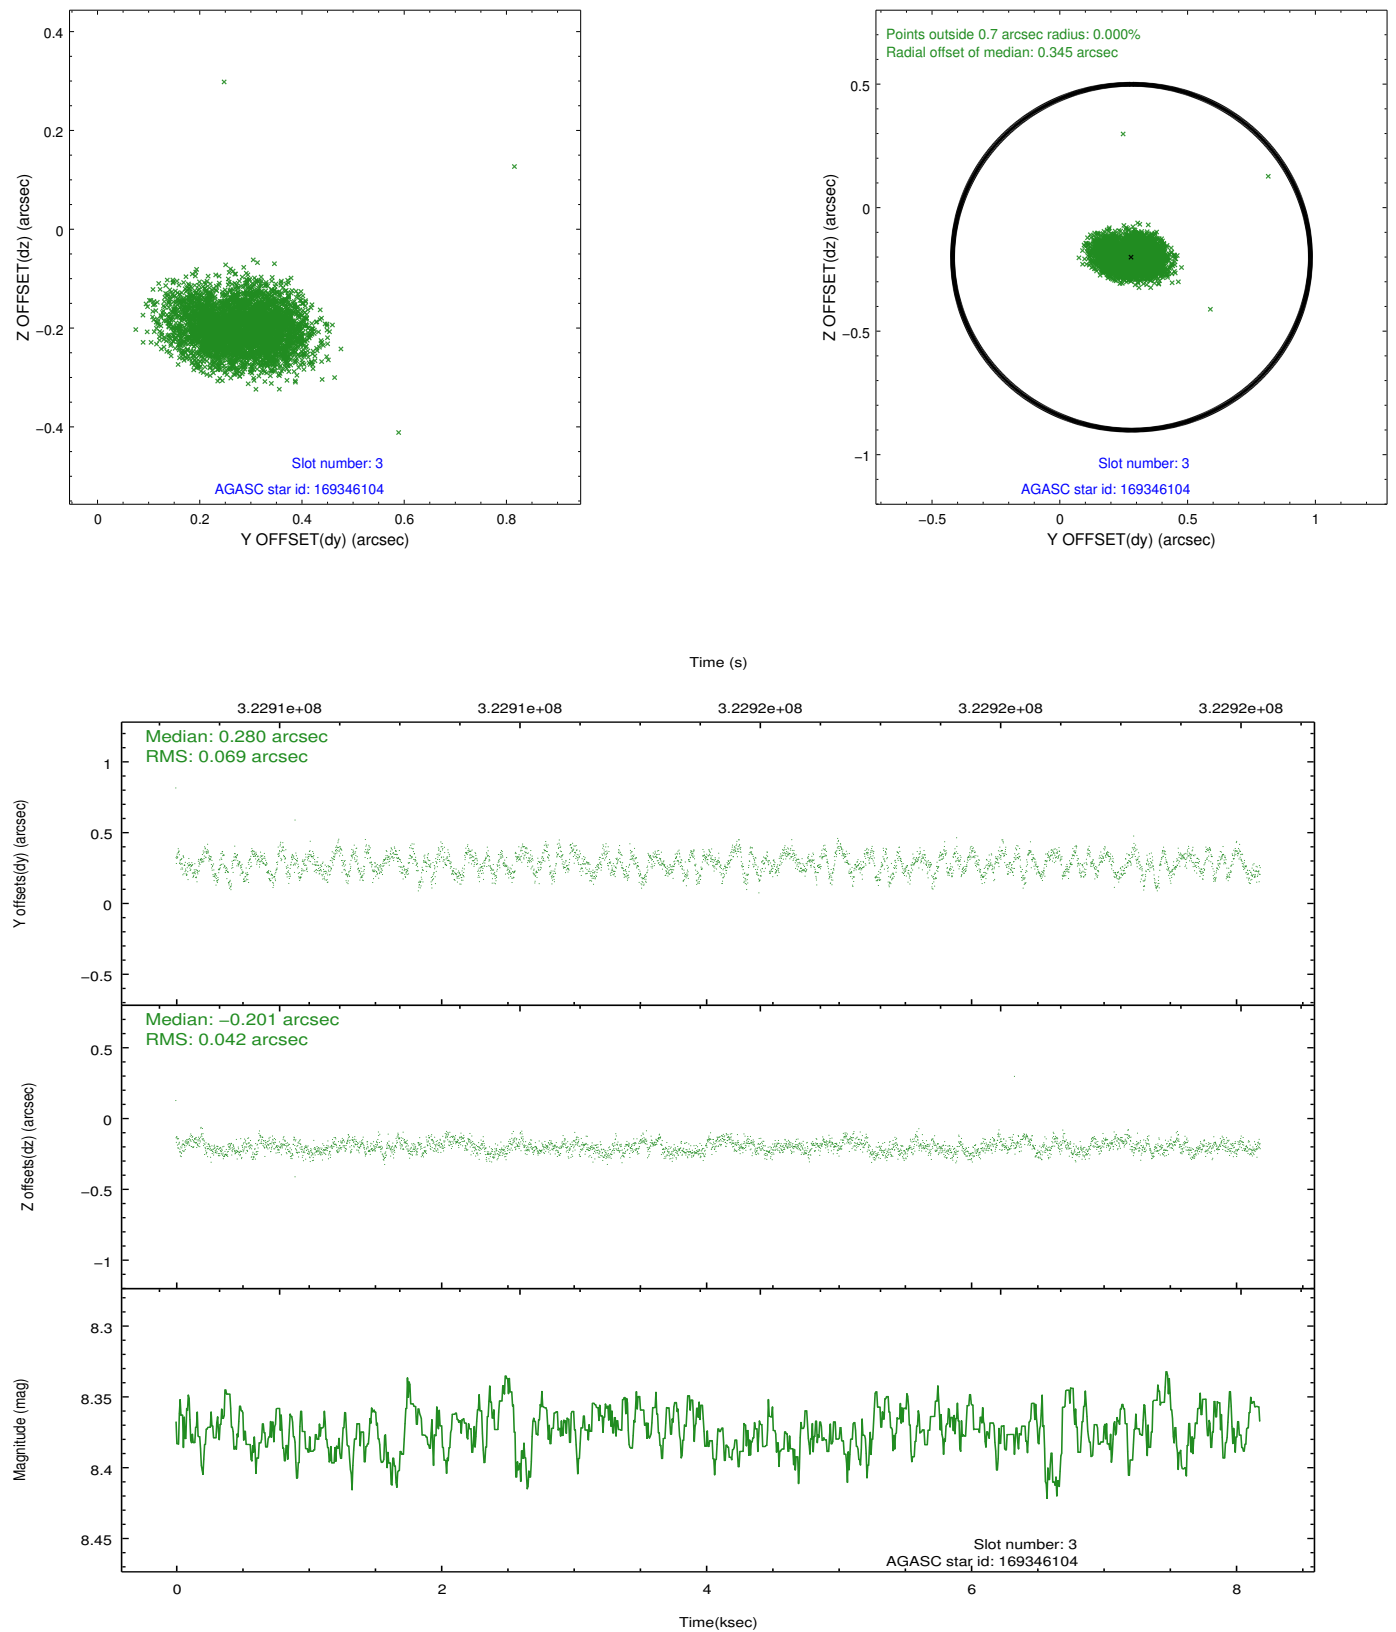 0.4
0.2
0
−0.2
−0.4
Z OFFSET(dz) (arcsec)
Slot number: 3
AGASC star id: 169346104
0
0.2
0.4
0.6
0.8
Y OFFSET(dy) (arcsec)
Points outside 0.7 arcsec radius: 0.000%
Radial offset of median: 0.345 arcsec
0.5
0
−0.5
−1
Z OFFSET(dz) (arcsec)
Slot number: 3
AGASC star id: 169346104
−0.5
0
0.5
1
Y OFFSET(dy) (arcsec)
Time (s)
3.2291e+08
3.2291e+08
3.2292e+08
3.2292e+08
3.2292e+08
Median: 0.280 arcsec
RMS: 0.069 arcsec
1
0.5
0
−0.5
Y offsets(dy) (arcsec)
Median: −0.201 arcsec
RMS: 0.042 arcsec
0.5
0
−0.5
−1
Z offsets(dz) (arcsec)
8.3
8.35
8.4
8.45
Magnitude (mag)
Slot number: 3
AGASC star id: 169346104
0
2
4
6
8
Time(ksec)